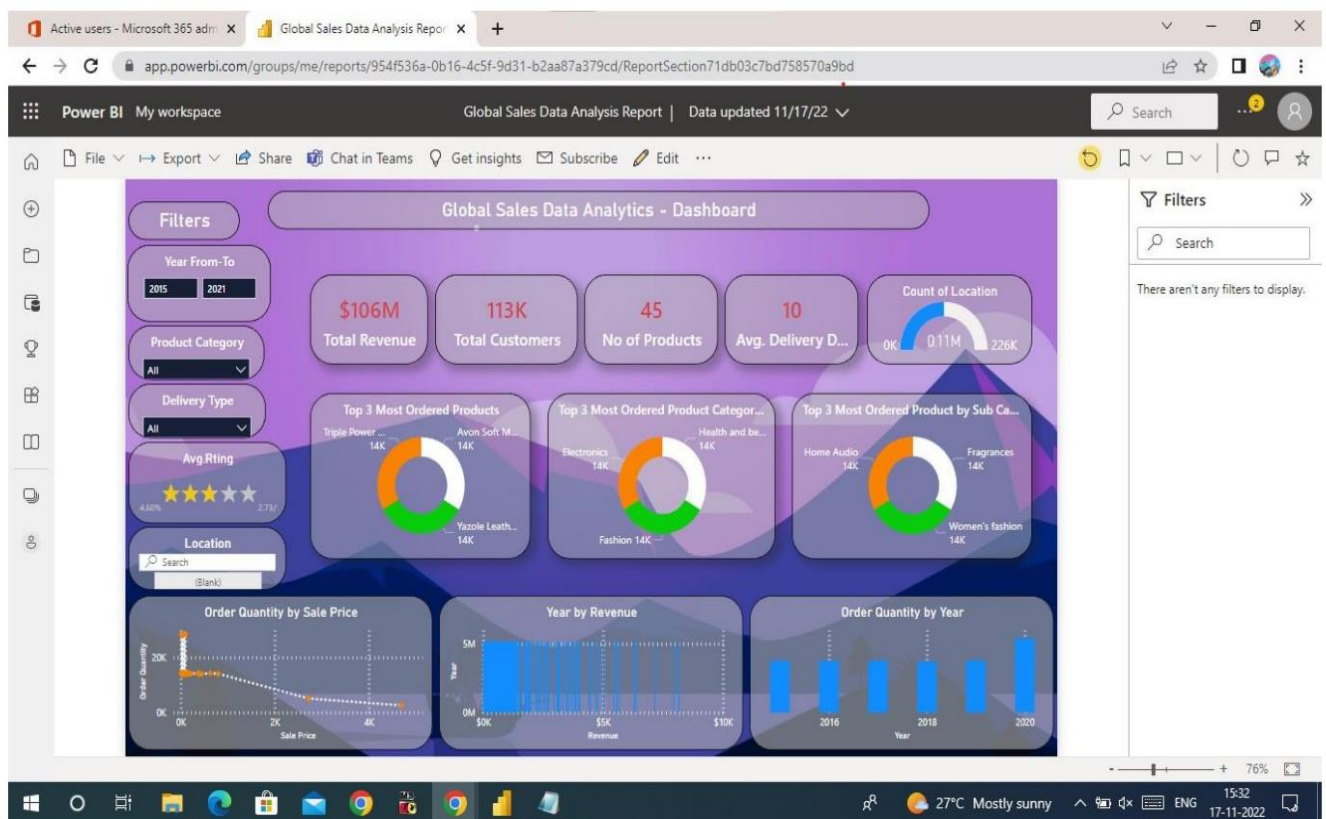 Active users - Microsoft 365 adm
Global Sales Data Analysis Repor
app.powerbi.com/groups/me/reports/954f536a-0b16-4c5f-9d31-b2aa87a379cd/ReportSection71db03c7bd758570a9bd
Power BI My workspace
Global Sales Data Analysis Report | Data updated 11/17/22
Search
2
File
Export
Share
Chat in Teams
Get insights
Subscribe
Edit
Filters
Search
There aren't any filters to display.
Filters
Global Sales Data Analytics - Dashboard
Year From-To
2015 2021
Product Category
All
Delivery Type
All
Avg.Rting
Location
Search
(Blank)
$106M
Total Revenue
113K
Total Customers
45
No of Products
10
Avg. Delivery D...
Count of Location
0K 0.11M 226K
Top 3 Most Ordered Products
Triple Power ...
14K
Avon Soft M...
14K
Yazole Leath...
14K
Top 3 Most Ordered Product Categor...
Electronics
14K
Health and be...
14K
Fashion 14K
Top 3 Most Ordered Product by Sub Ca...
Home Audio
14K
Fragrances
14K
Women's fashion
14K
Order Quantity by Sale Price
Order Quantity
20K
0K
0K 2K 4K
Sale Price
Year by Revenue
Year
5M
0M
$0K $5K $10K
Revenue
Order Quantity by Year
2016 2018 2020
Year
- + 76%
27°C Mostly sunny
ENG
15:32
17-11-2022